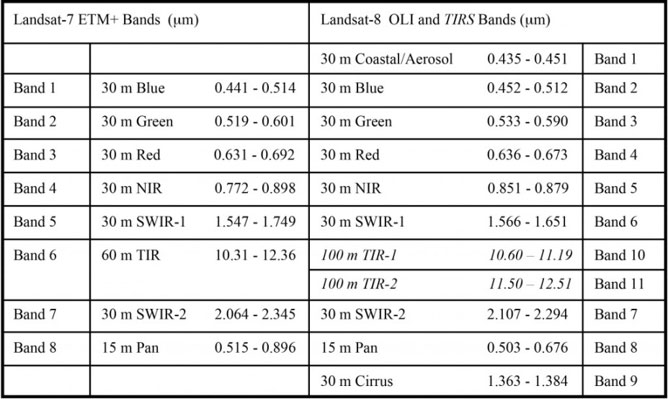 Landsat-7 ETM+ Bands (µm) Landsat-8 OLI and TIRS Bands (µm)
30 m Coastal/Aerosol 0.435 - 0.451 Band 1
Band 1 30 m Blue 0.441 - 0.514 30 m Blue 0.452 - 0.512 Band 2
Band 2 30 m Green 0.519 - 0.601 30 m Green 0.533 - 0.590 Band 3
Band 3 30 m Red 0.631 - 0.692 30 m Red 0.636 - 0.673 Band 4
Band 4 30 m NIR 0.772 - 0.898 30 m NIR 0.851 - 0.879 Band 5
Band 5 30 m SWIR-1 1.547 - 1.749 30 m SWIR-1 1.566 - 1.651 Band 6
Band 6 60 m TIR 10.31 - 12.36 100 m TIR-1 10.60 – 11.19 Band 10
100 m TIR-2 11.50 – 12.51 Band 11
Band 7 30 m SWIR-2 2.064 - 2.345 30 m SWIR-2 2.107 - 2.294 Band 7
Band 8 15 m Pan 0.515 - 0.896 15 m Pan 0.503 - 0.676 Band 8
30 m Cirrus 1.363 - 1.384 Band 9